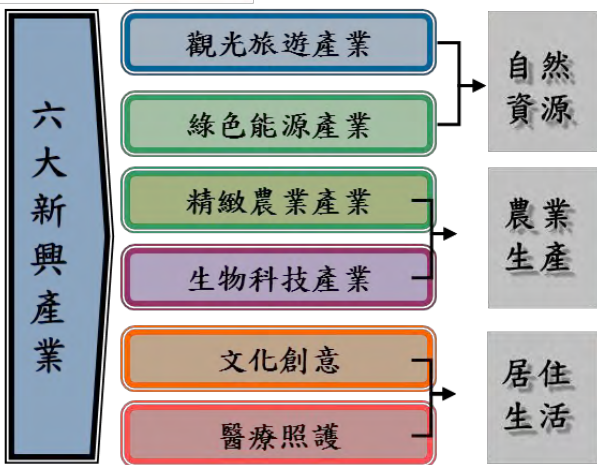 六大新興產業
觀光旅遊產業
綠色能源產業
精緻農業產業
生物科技產業
文化創意
醫療照護
自然
資源
農業
生產
居住
生活